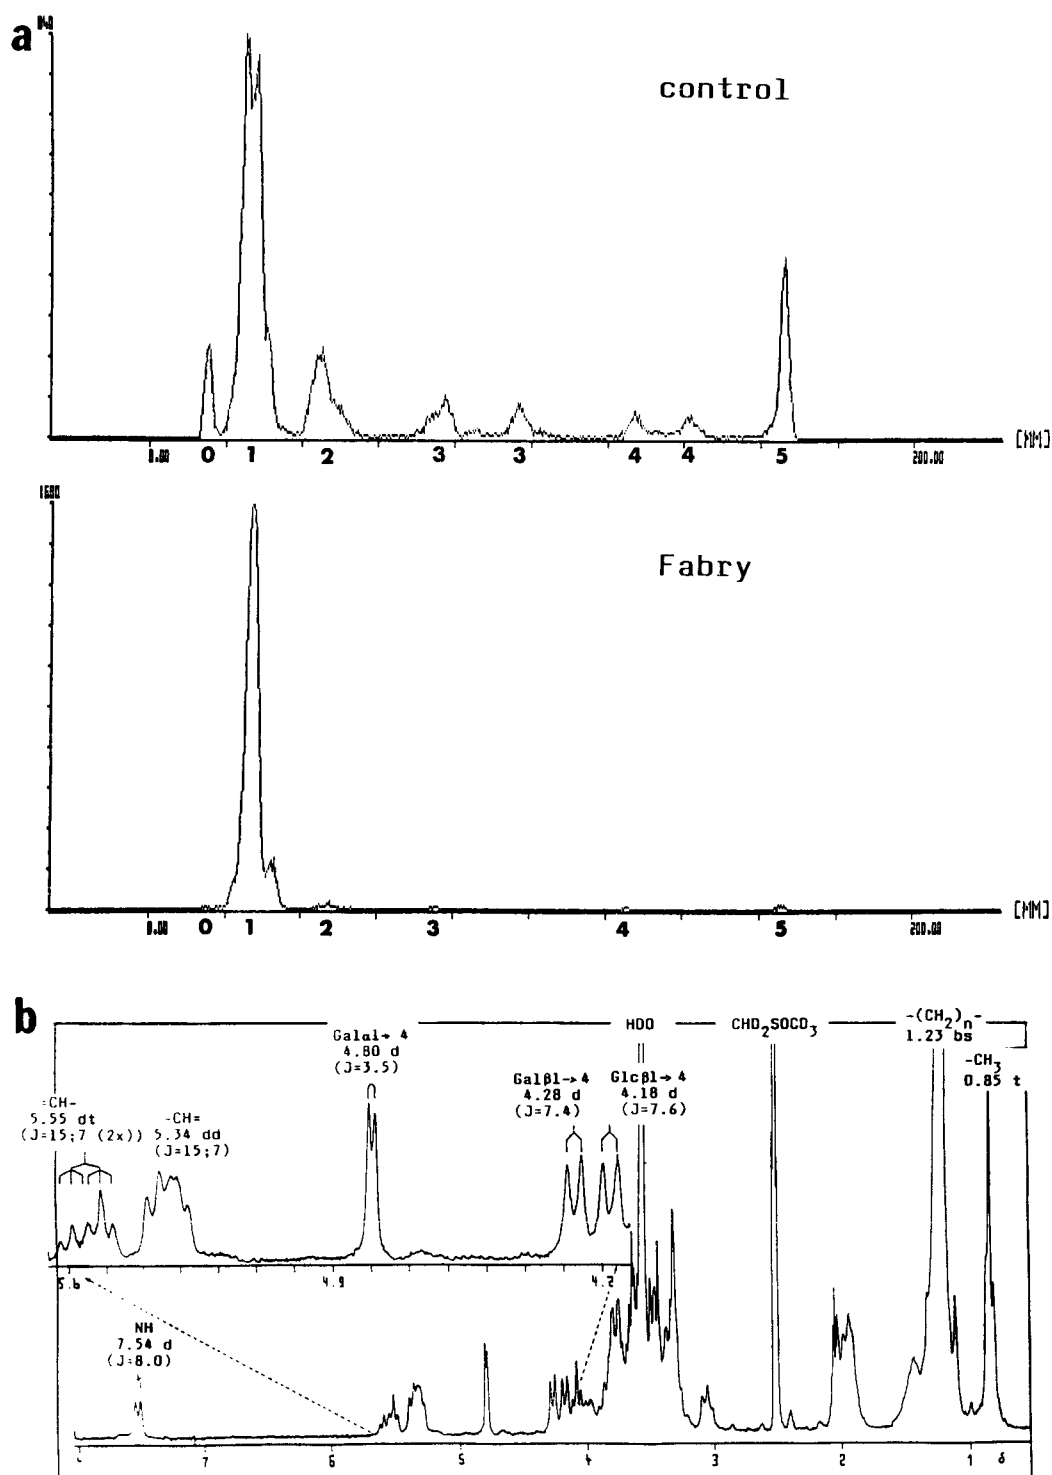 a
control
[MM]
0.00 0 1 2 3 3 4 4 5 200.00
1600
Fabry
[MM]
0.00 0 1 2 3 4 5 200.00
b
Galα1→ 4
4.80 d
(J=3.5)
HDO
CHD₂SOCD₃
-(CH₂)ₙ-
1.23 bs
-CH₃
0.85 t
Galβ1→4
4.28 d
(J=7.4)
Glcβ1→4
4.18 d
(J=7.6)
=CH-
5.55 dt
(J=15;7 (2x))
-CH=
5.34 dd
(J=15;7)
5.6 4.9 4.2
NH
7.54 d
(J=8.0)
7 6 5 4 3 2 1 δ